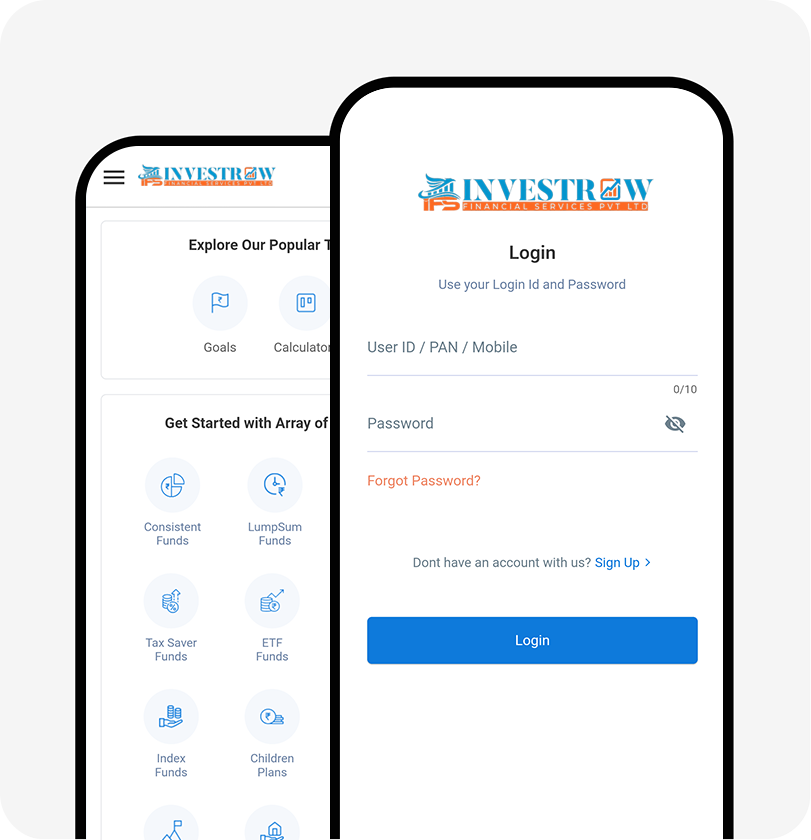 INVESTROW
IFS FINANCIAL SERVICES PVT LTD
Explore Our Popular T
Goals
Calculator
Get Started with Array of
Consistent
Funds
LumpSum
Funds
Tax Saver
Funds
ETF
Funds
Index
Funds
Children
Plans
INVESTROW
IFS FINANCIAL SERVICES PVT LTD
Login
Use your Login Id and Password
User ID / PAN / Mobile
0/10
Password
Forgot Password?
Dont have an account with us? Sign Up >
Login